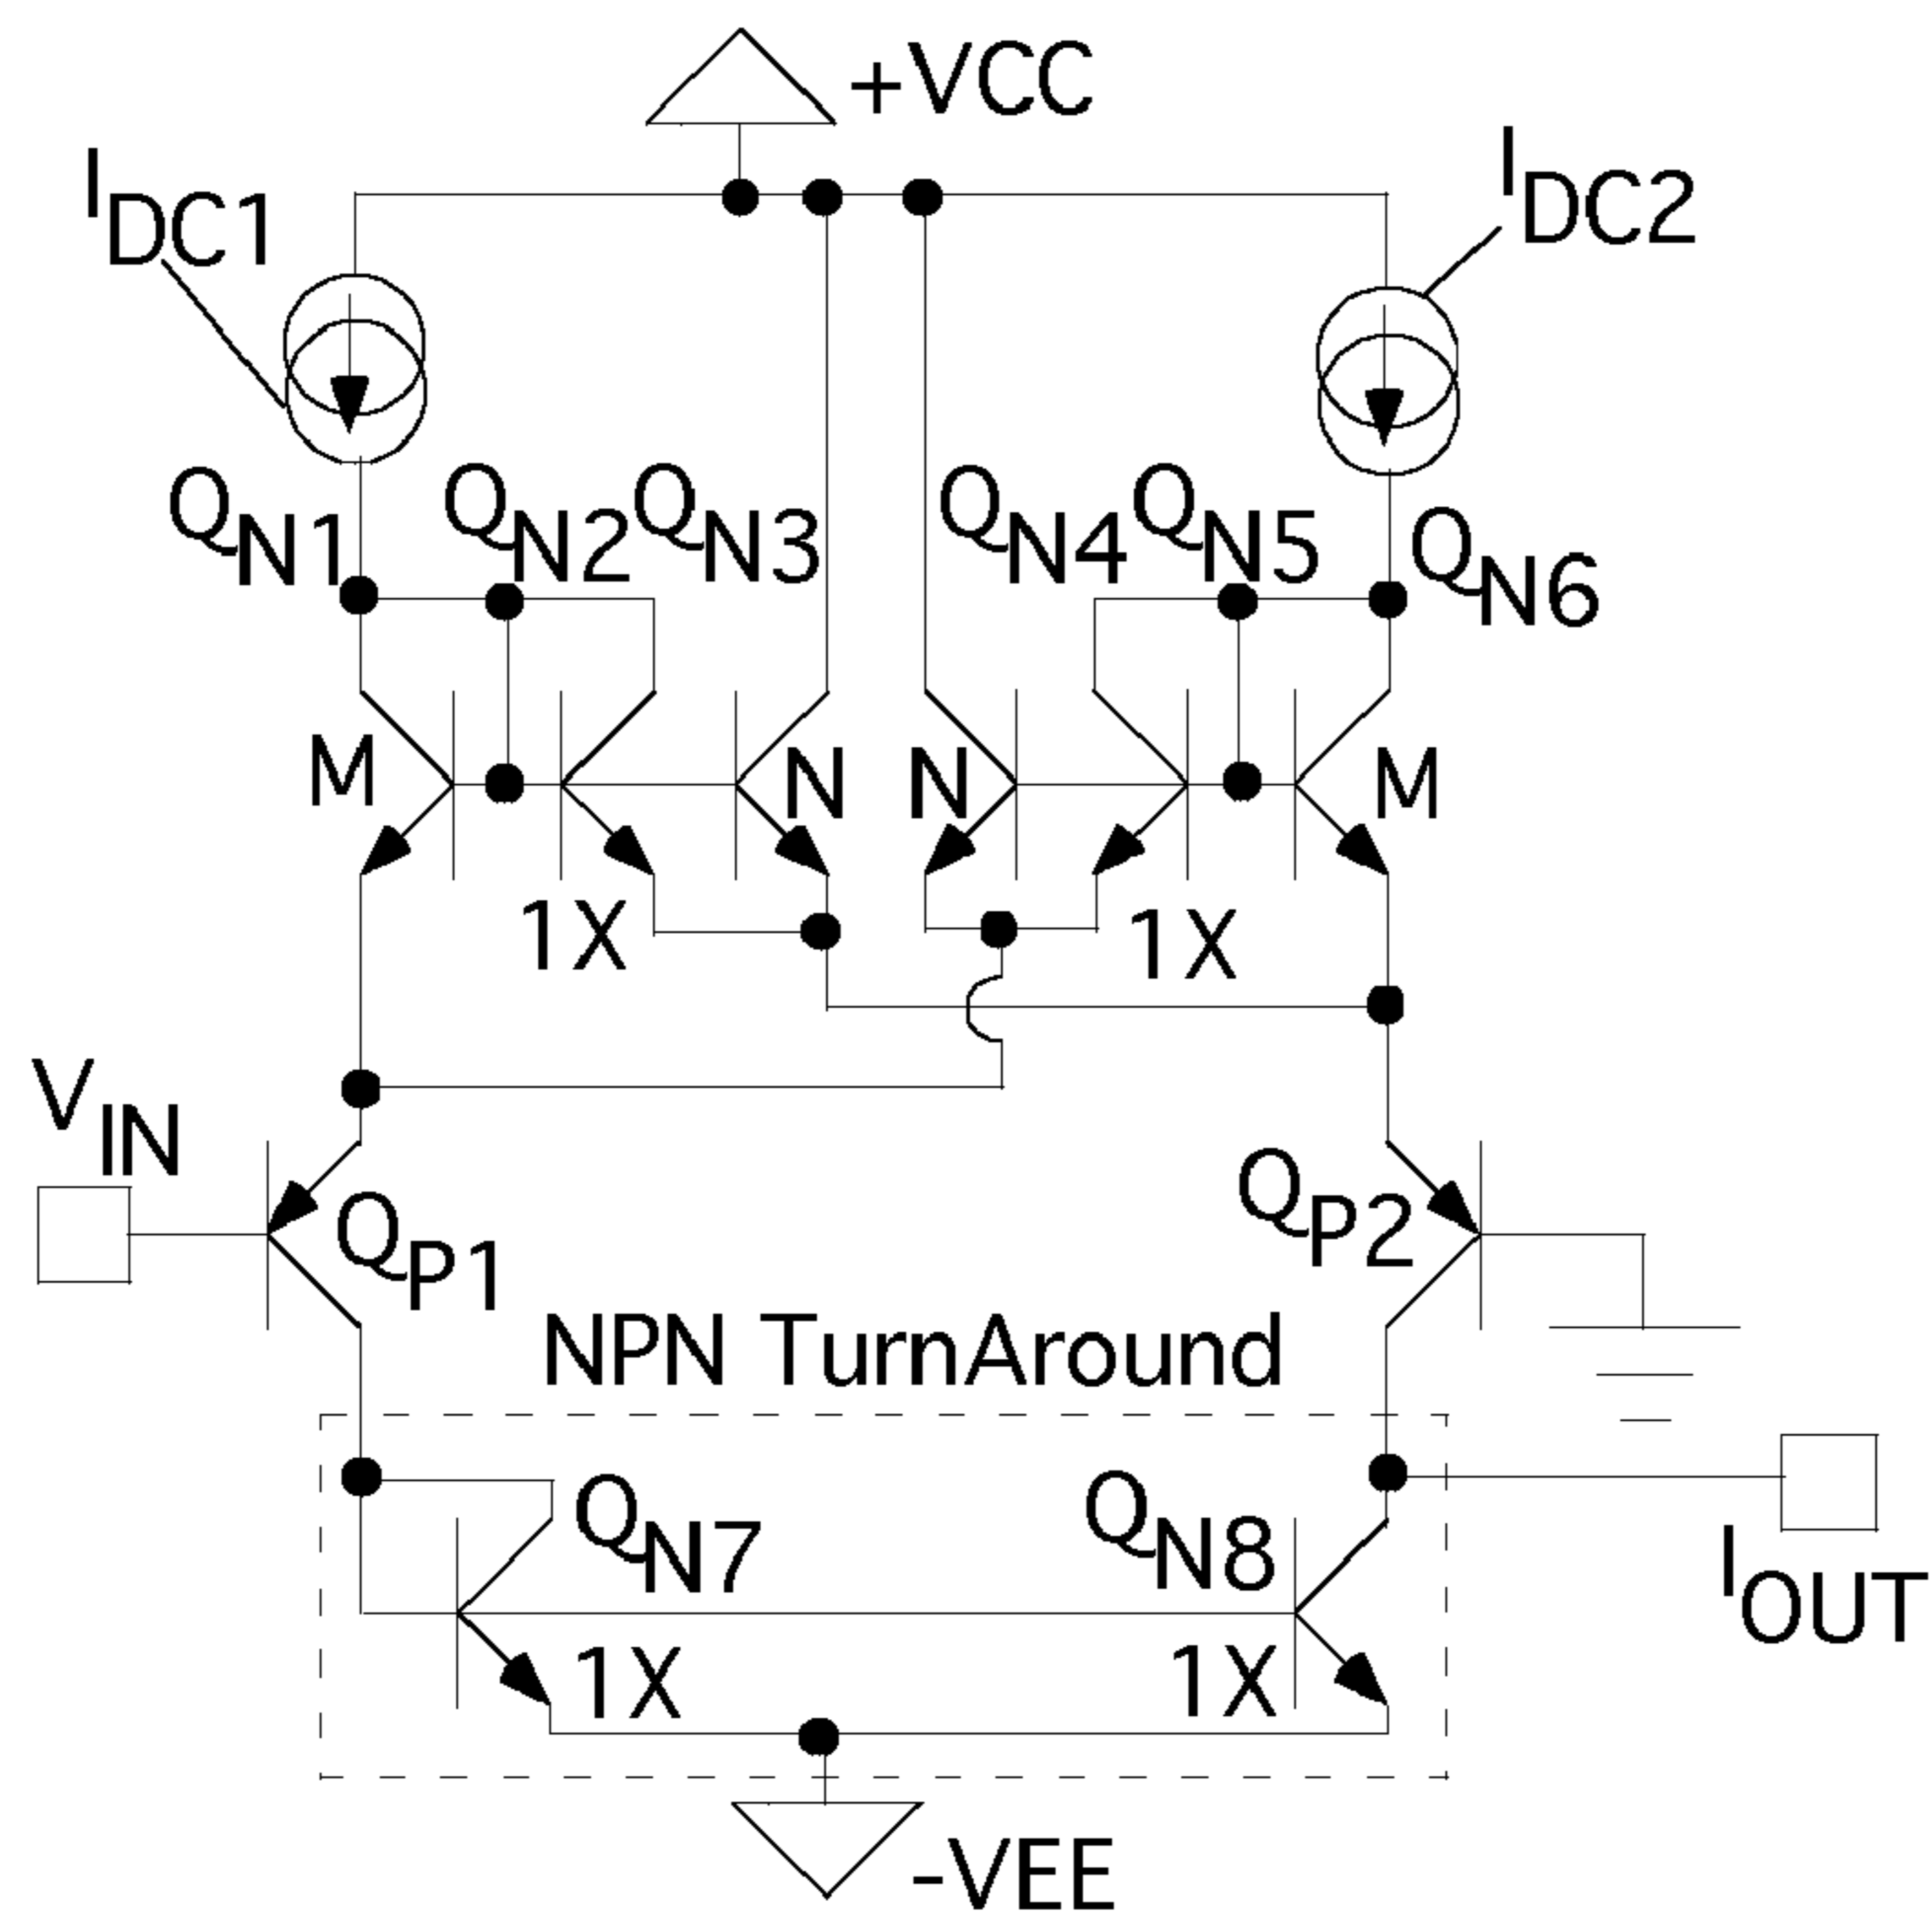 +VCC
IDC1
IDC2
QN1
QN2
QN3
QN4
QN5
QN6
M
N
N
M
1X
1X
VIN
QP1
QP2
NPN TurnAround
QN7
QN8
IOUT
1X
1X
-VEE